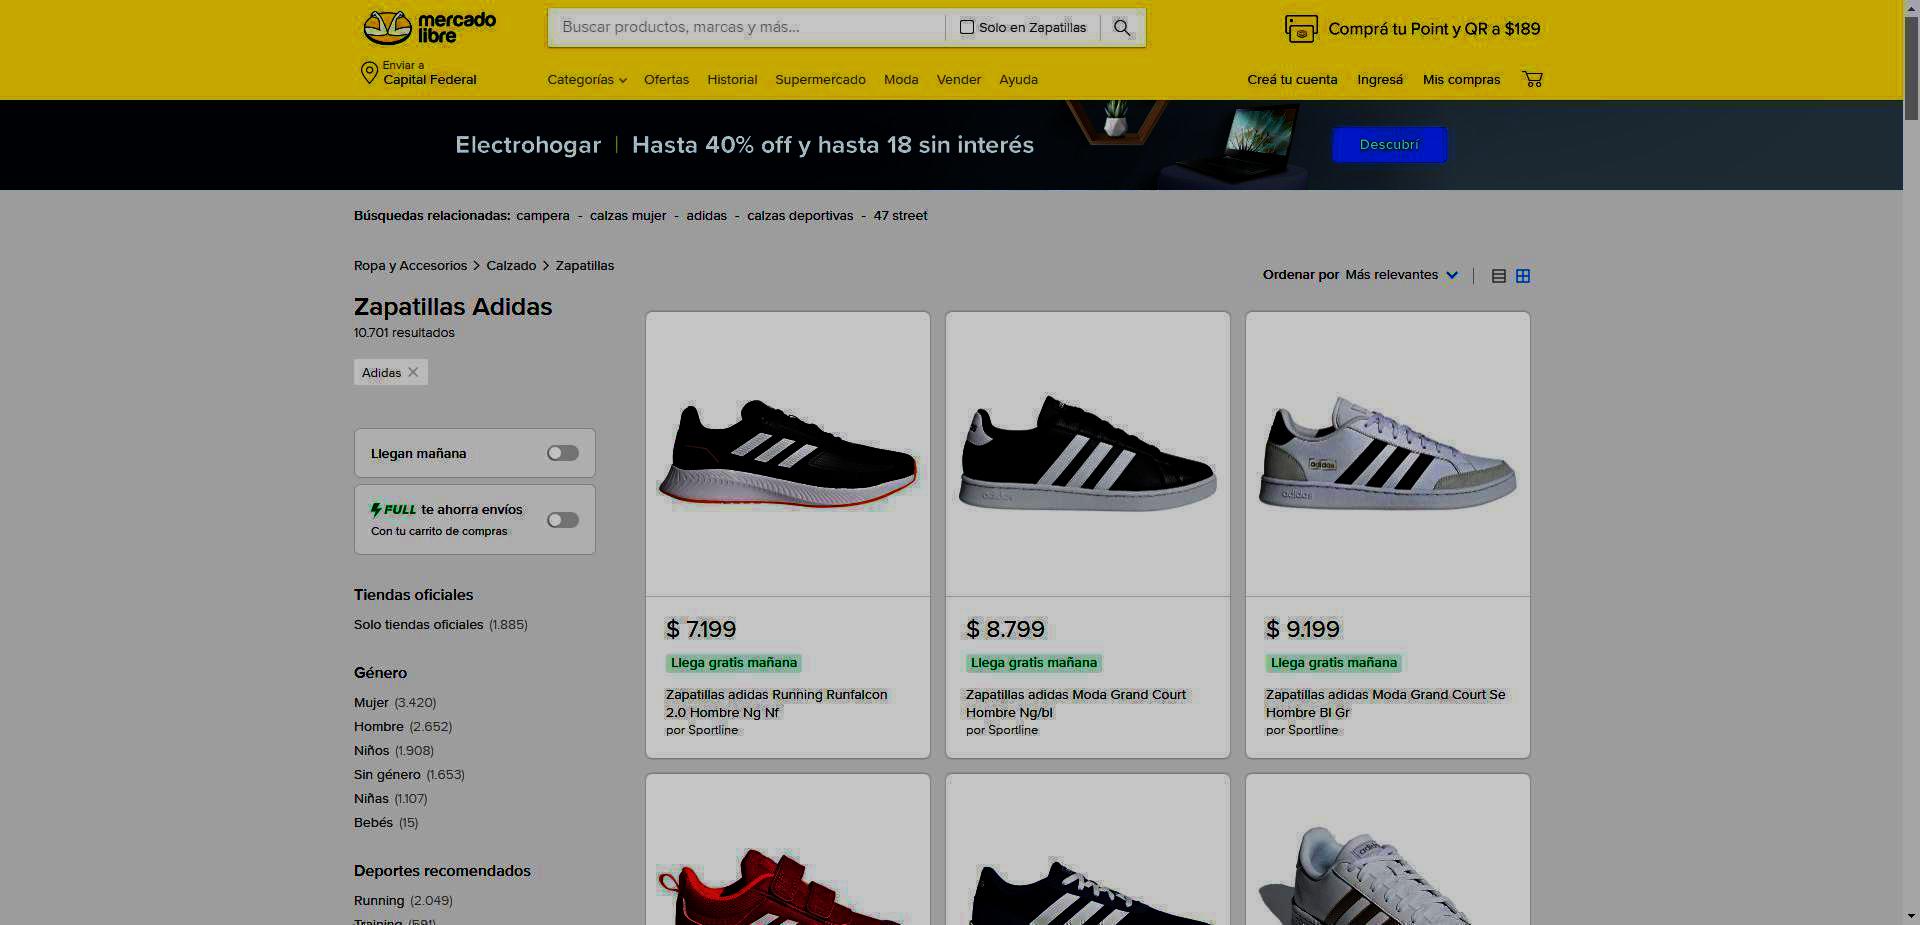 mercado libre
Buscar productos, marcas y más...
Solo en Zapatillas
Comprá tu Point y QR a $189
Enviar a
Capital Federal
Categorías
Ofertas
Historial
Supermercado
Moda
Vender
Ayuda
Creá tu cuenta
Ingresá
Mis compras
Electrohogar | Hasta 40% off y hasta 18 sin interés
Descubrí
Búsquedas relacionadas: campera - calzas mujer - adidas - calzas deportivas - 47 street
Ropa y Accesorios > Calzado > Zapatillas
Ordenar por Más relevantes
Zapatillas Adidas
10.701 resultados
Adidas
Llegan mañana
FULL te ahorra envíos
Con tu carrito de compras
Tiendas oficiales
Solo tiendas oficiales (1.885)
Género
Mujer (3.420)
Hombre (2.652)
Niños (1.908)
Sin género (1.653)
Niñas (1.107)
Bebés (15)
Deportes recomendados
Running (2.049)
Training (591)
adidas
adidas
adidas
$ 7.199
Llega gratis mañana
Zapatillas adidas Running Runfalcon
2.0 Hombre Ng Nf
por Sportline
$ 8.799
Llega gratis mañana
Zapatillas adidas Moda Grand Court
Hombre Ng/bl
por Sportline
$ 9.199
Llega gratis mañana
Zapatillas adidas Moda Grand Court Se
Hombre Bl Gr
por Sportline
adidas